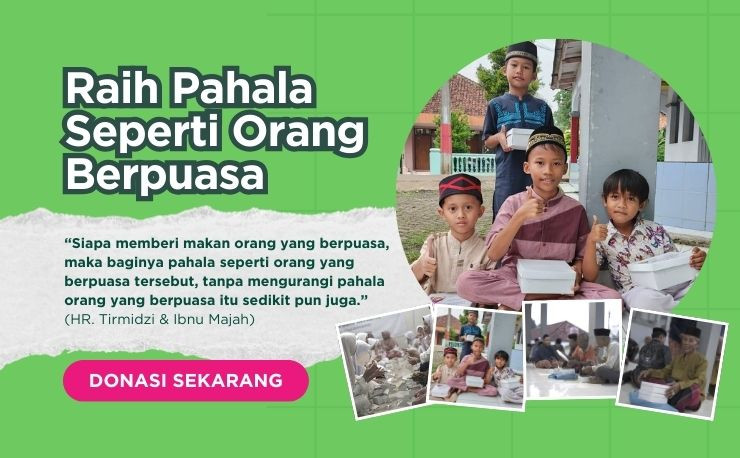 Raih Pahala
Seperti Orang
Berpuasa
“Siapa memberi makan orang yang berpuasa,
maka baginya pahala seperti orang yang
berpuasa tersebut, tanpa mengurangi pahala
orang yang berpuasa itu sedikit pun juga.”
(HR. Tirmidzi & Ibnu Majah)
DONASI SEKARANG